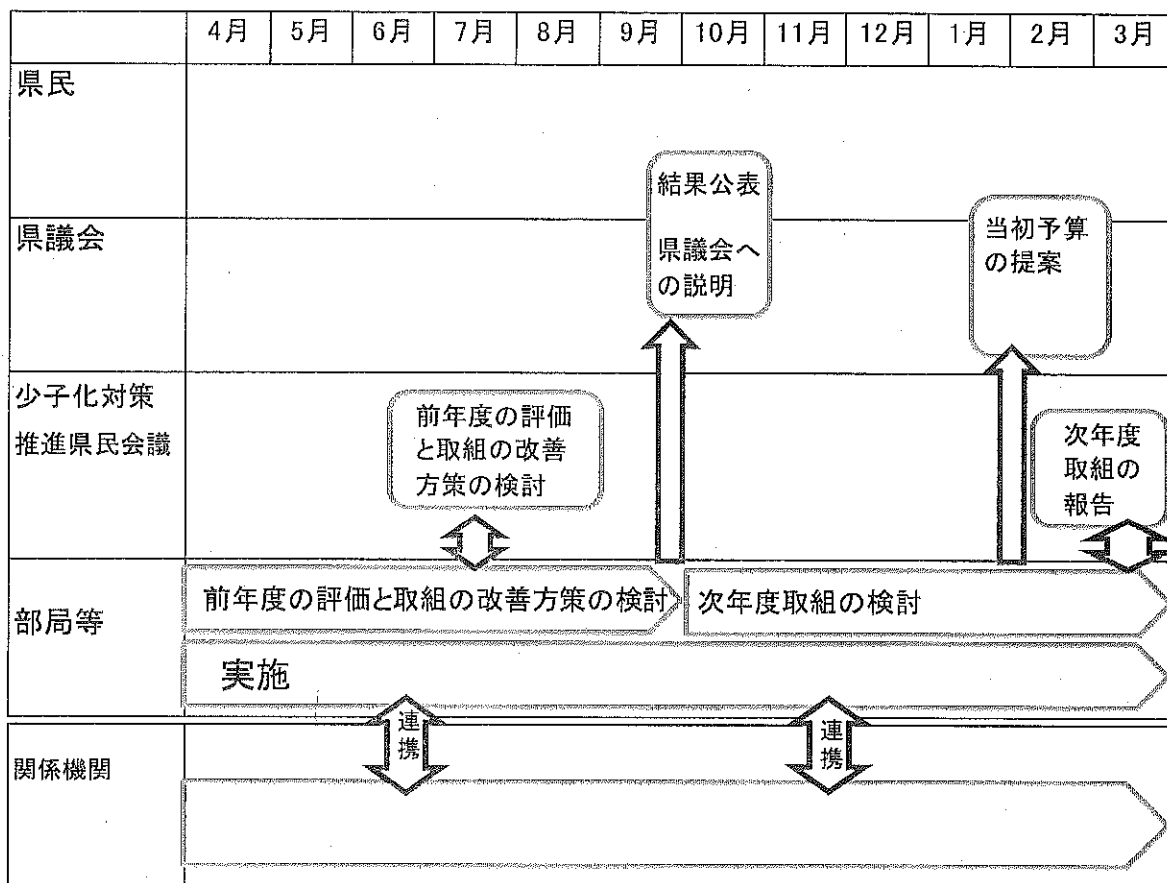 4月 5月 6月 7月 8月 9月 10月 11月 12月 1月 2月 3月
県民
結果公表
県議会
県議会へ
の説明
当初予算
の提案
少子化対策
推進県民会議
前年度の評価
と取組の改善
方策の検討
次年度
取組の
報告
部局等
前年度の評価と取組の改善方策の検討
次年度取組の検討
実施
連携
連携
関係機関